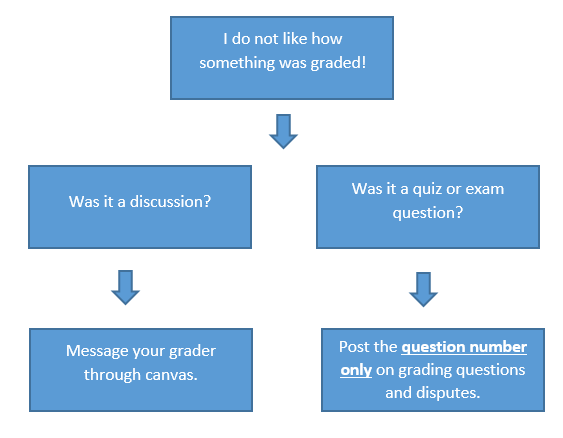 I do not like how
something was graded!
Was it a discussion?
Was it a quiz or exam
question?
Message your grader
through canvas.
Post the question number
only on grading questions
and disputes.